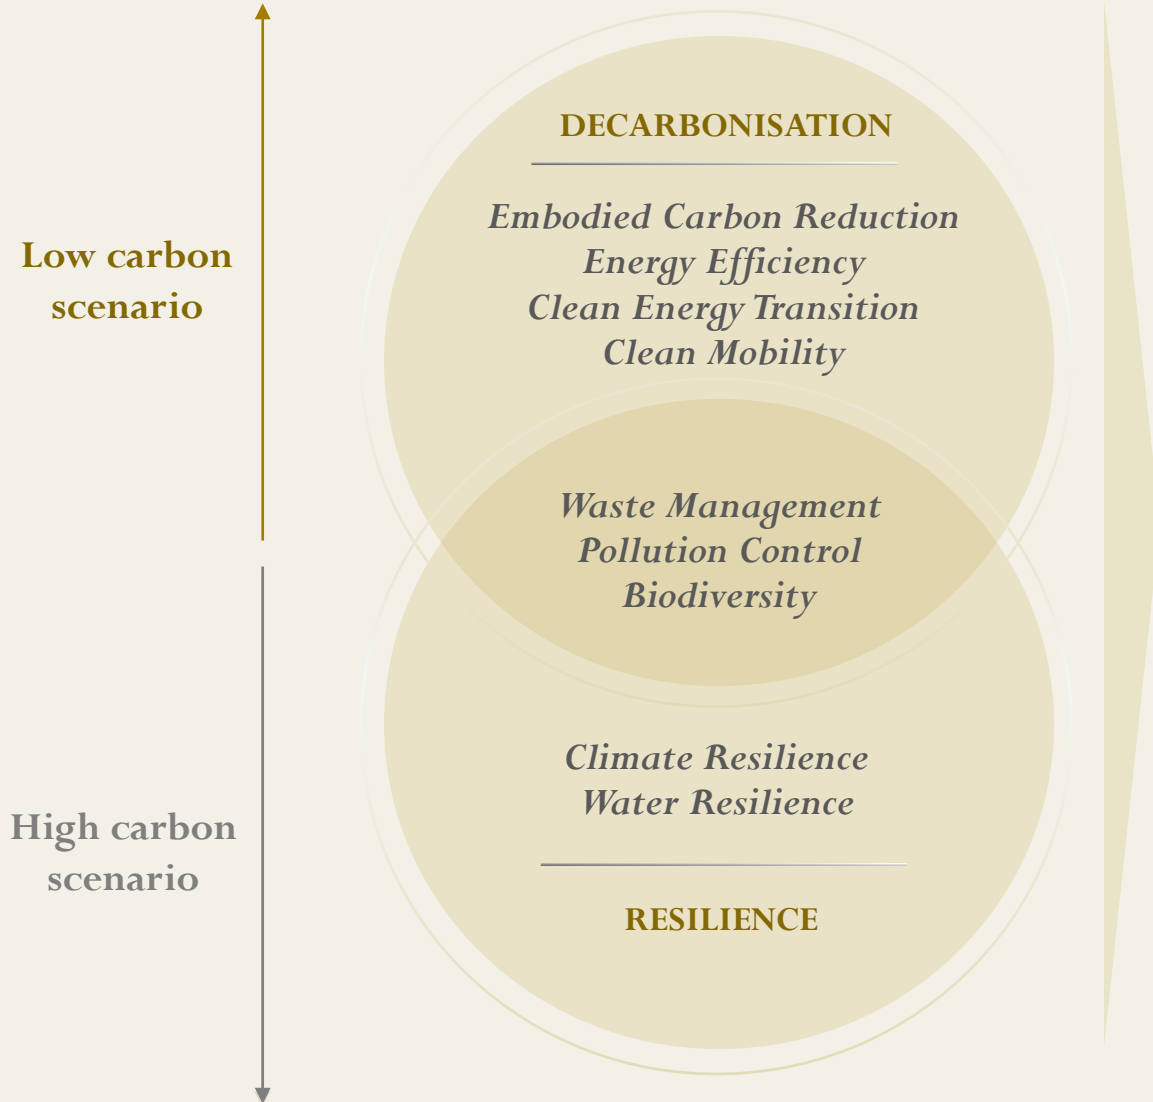 DECARBONISATION
Embodied Carbon Reduction
Energy Efficiency
Clean Energy Transition
Clean Mobility
Low carbon
scenario
Waste Management
Pollution Control
Biodiversity
Climate Resilience
Water Resilience
High carbon
scenario
RESILIENCE